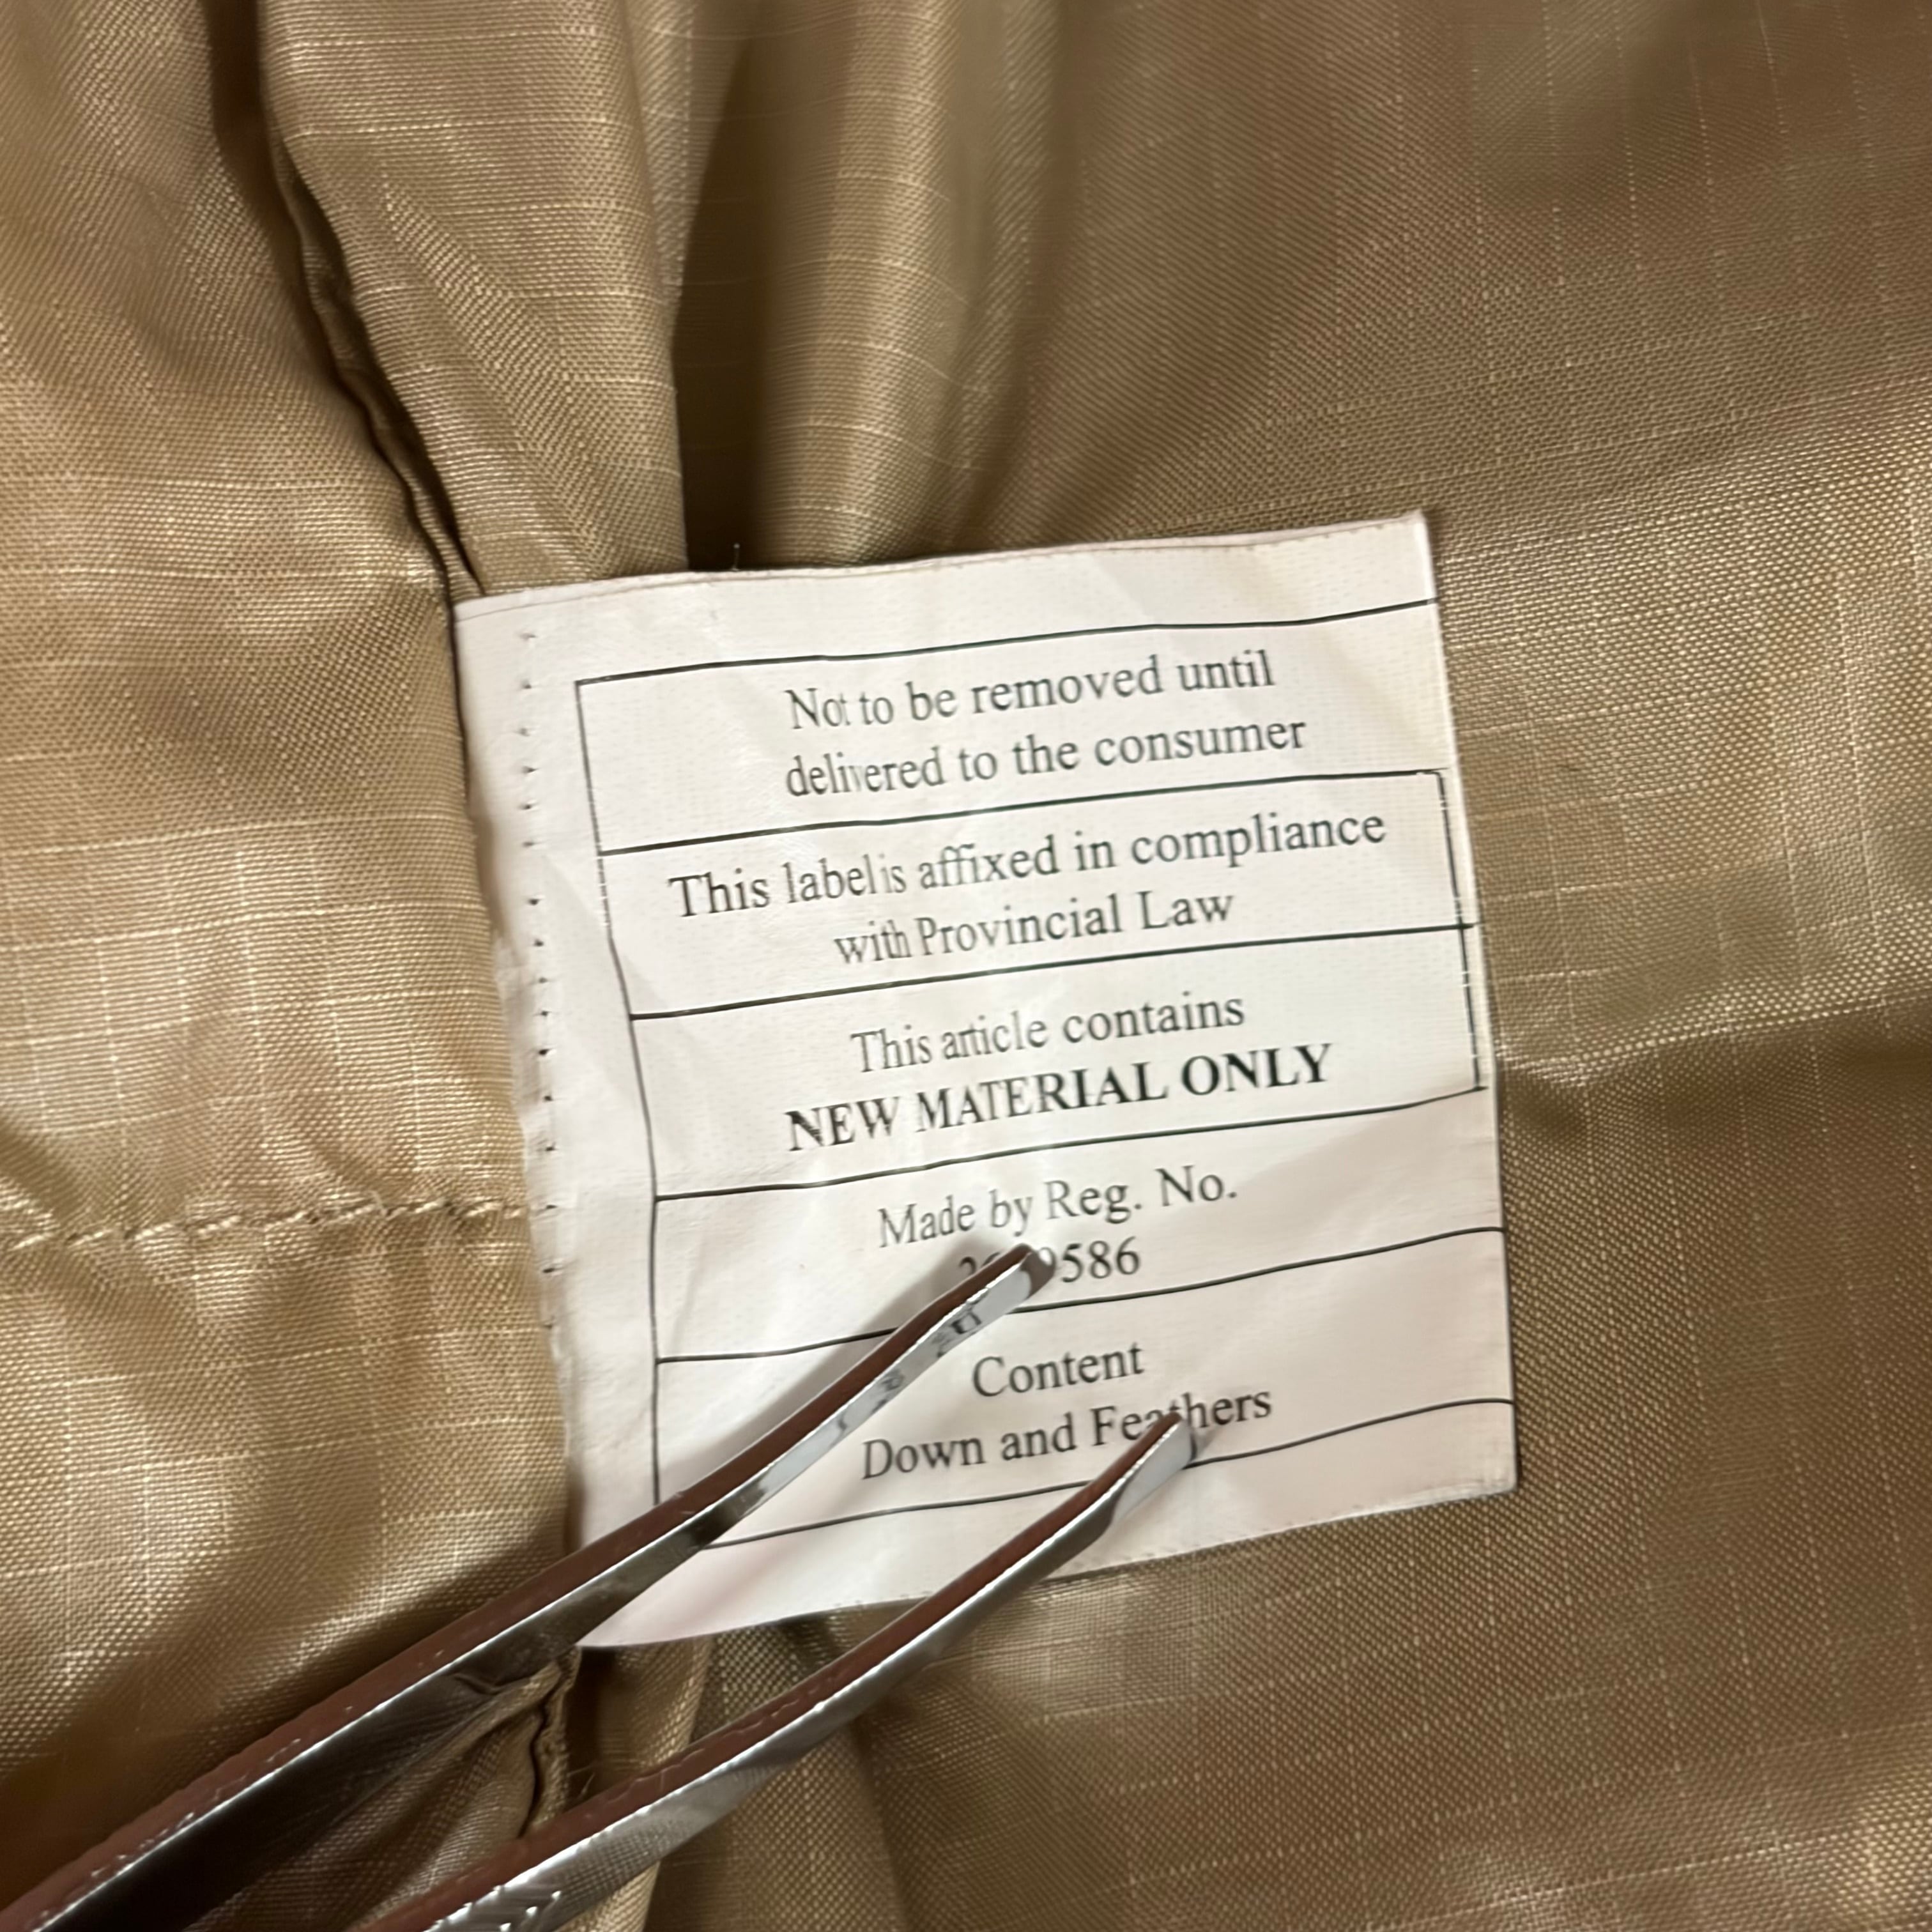 Not to be removed until
delivered to the consumer
This label is affixed in compliance
with Provincial Law
This article contains
NEW MATERIAL ONLY
Made by Reg. No.
Content
Down and Feathers